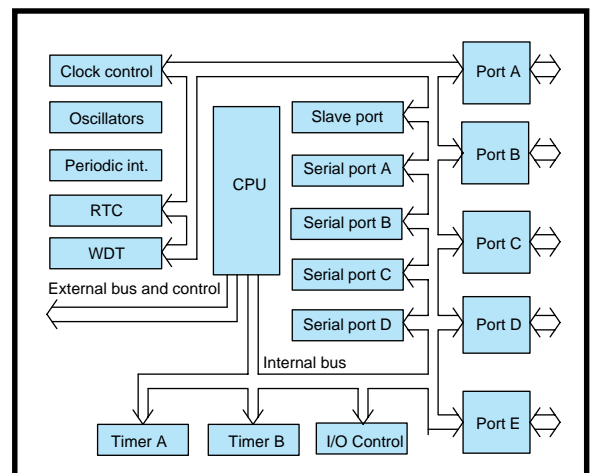 Clock control
Oscillators
Periodic int.
RTC
WDT
CPU
Slave port
Serial port A
Serial port B
Serial port C
Serial port D
Port A
Port B
Port C
Port D
Port E
External bus and control
Internal bus
Timer A
Timer B
I/O Control